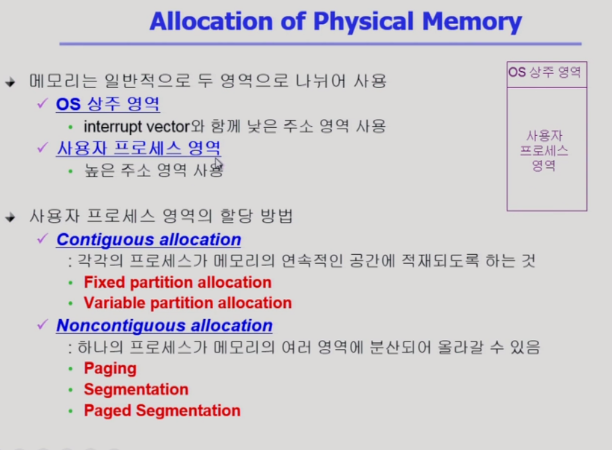 Allocation of Physical Memory
메모리는 일반적으로 두 영역으로 나뉘어 사용
OS 상주 영역
interrupt vector와 함께 낮은 주소 영역 사용
사용자 프로세스 영역
높은 주소 영역 사용
OS 상주 영역
사용자
프로세스
영역
사용자 프로세스 영역의 할당 방법
Contiguous allocation
: 각각의 프로세스가 메모리의 연속적인 공간에 적재되도록 하는 것
Fixed partition allocation
Variable partition allocation
Noncontiguous allocation
: 하나의 프로세스가 메모리의 여러 영역에 분산되어 올라갈 수 있음
Paging
Segmentation
Paged Segmentation